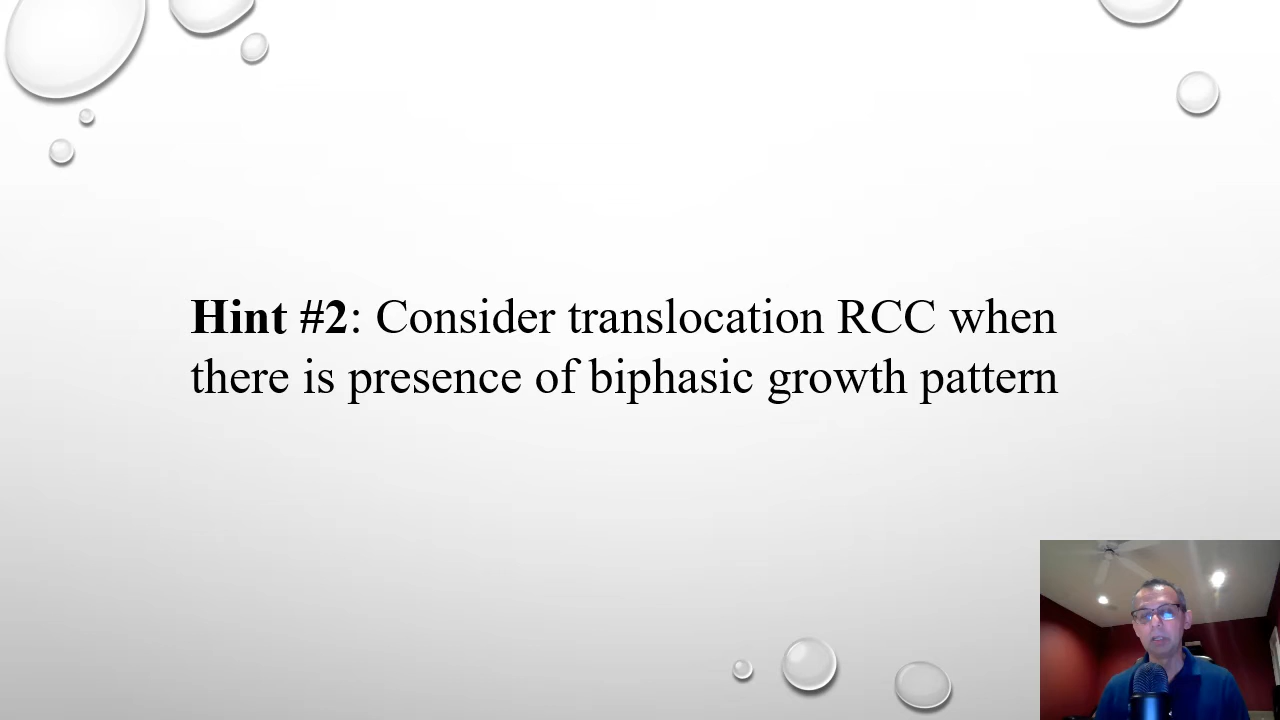 Hint #2: Consider translocation RCC when
there is presence of biphasic growth pattern